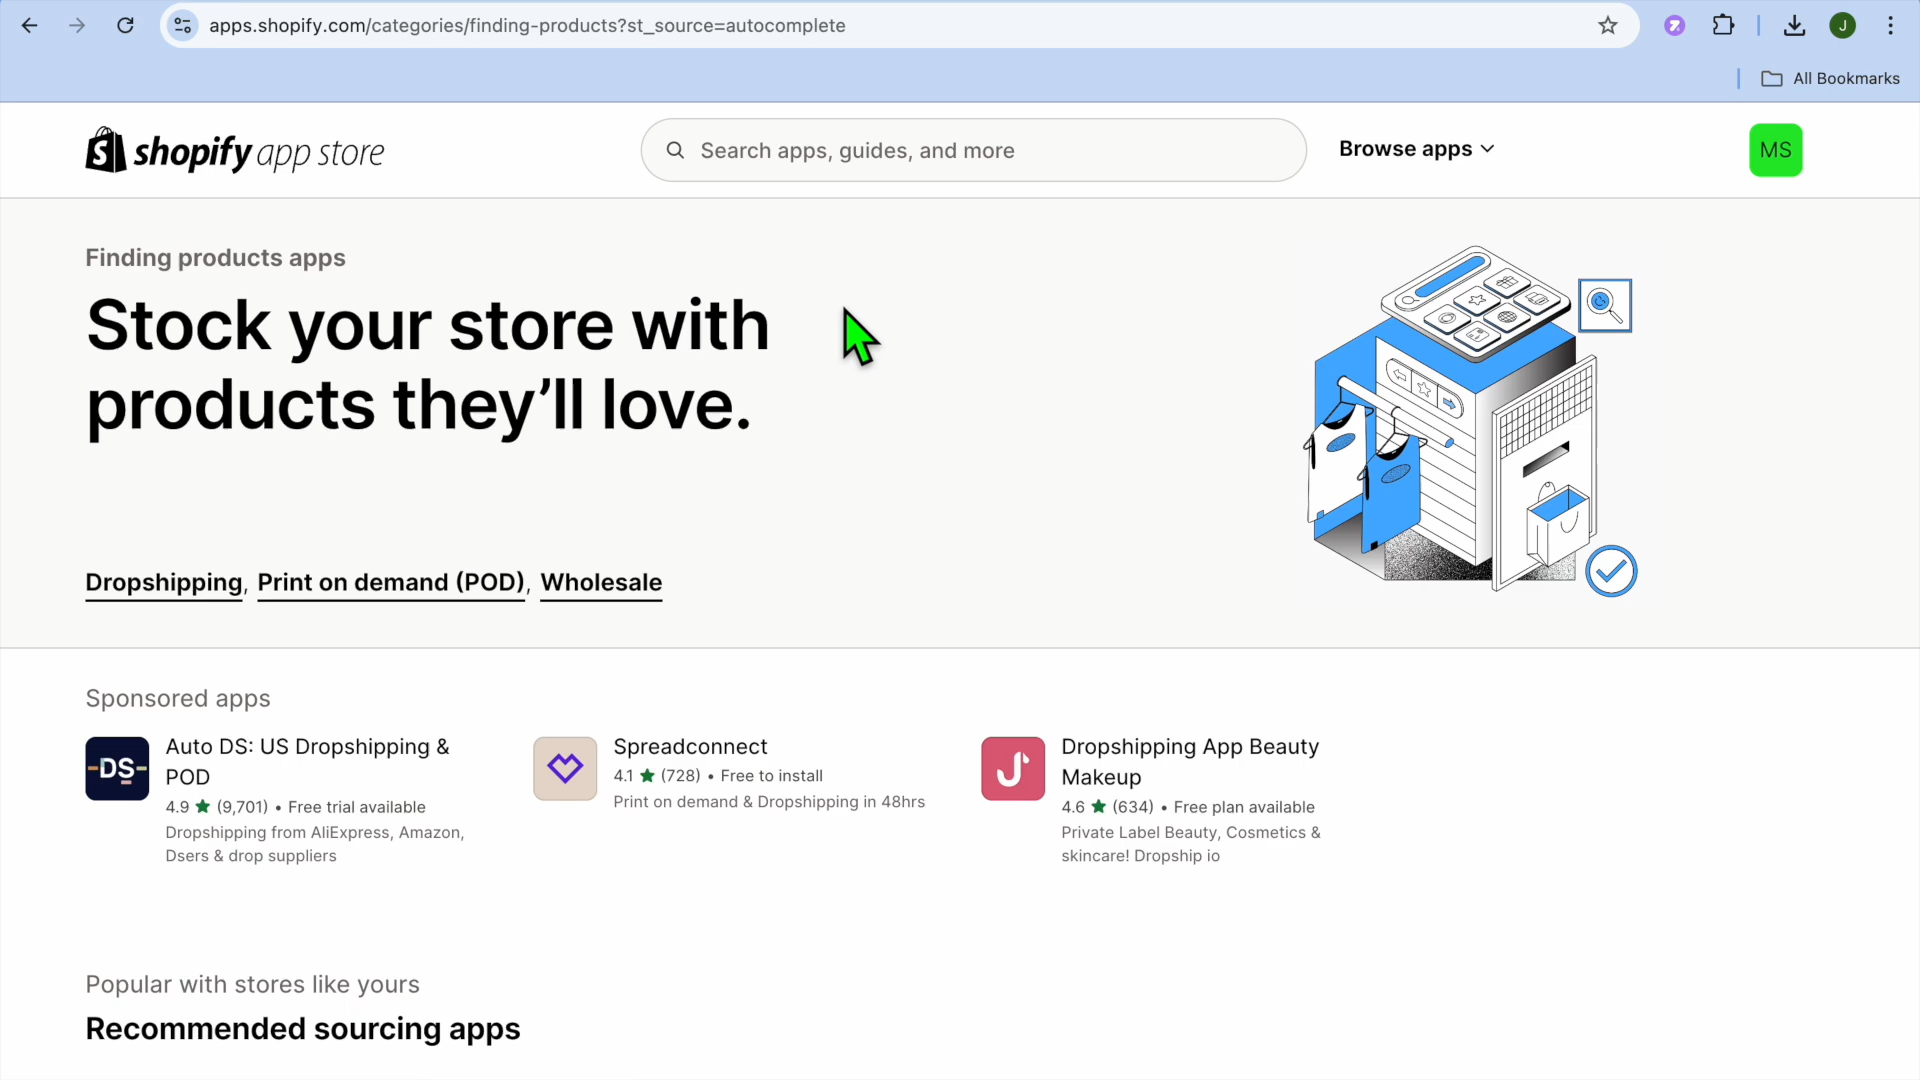 apps.shopify.com/categories/finding-products?st_source=autocomplete
J
All Bookmarks
shopify app store
Search apps, guides, and more
Browse apps
MS
Finding products apps
Stock your store with
products they’ll love.
Dropshipping, Print on demand (POD), Wholesale
Sponsored apps
-DS-
Auto DS: US Dropshipping &
POD
4.9 ★ (9,701) • Free trial available
Dropshipping from AliExpress, Amazon,
Dsers & drop suppliers
Spreadconnect
4.1 ★ (728) • Free to install
Print on demand & Dropshipping in 48hrs
Dropshipping App Beauty
Makeup
4.6 ★ (634) • Free plan available
Private Label Beauty, Cosmetics &
skincare! Dropship io
Popular with stores like yours
Recommended sourcing apps